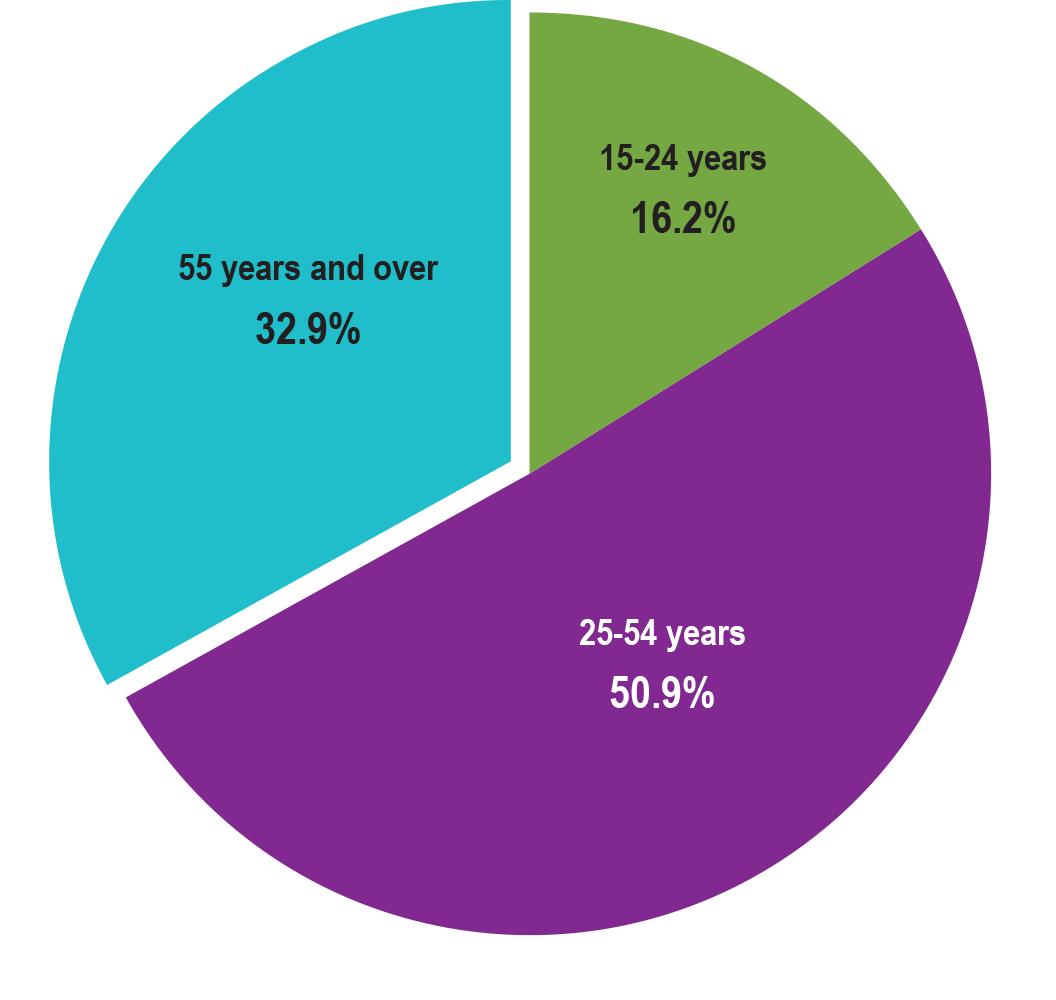 15-24 years
16.2%
55 years and over
32.9%
25-54 years
50.9%